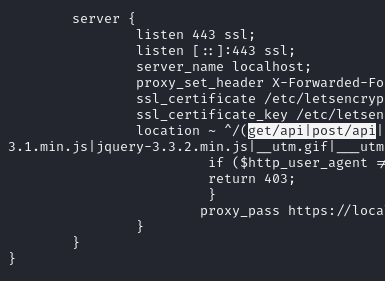 server {
listen 443 ssl;
listen [::]:443 ssl;
server_name localhost;
proxy_set_header X-Forwarded-Fo
ssl_certificate /etc/letsencryp
ssl_certificate_key /etc/letsen
location ~ ^/(get/api|post/api|
3.1.min.js|jquery-3.3.2.min.js|__utm.gif|___utm
if ($http_user_agent !=
return 403;
}
proxy_pass https://loca
}
}
}